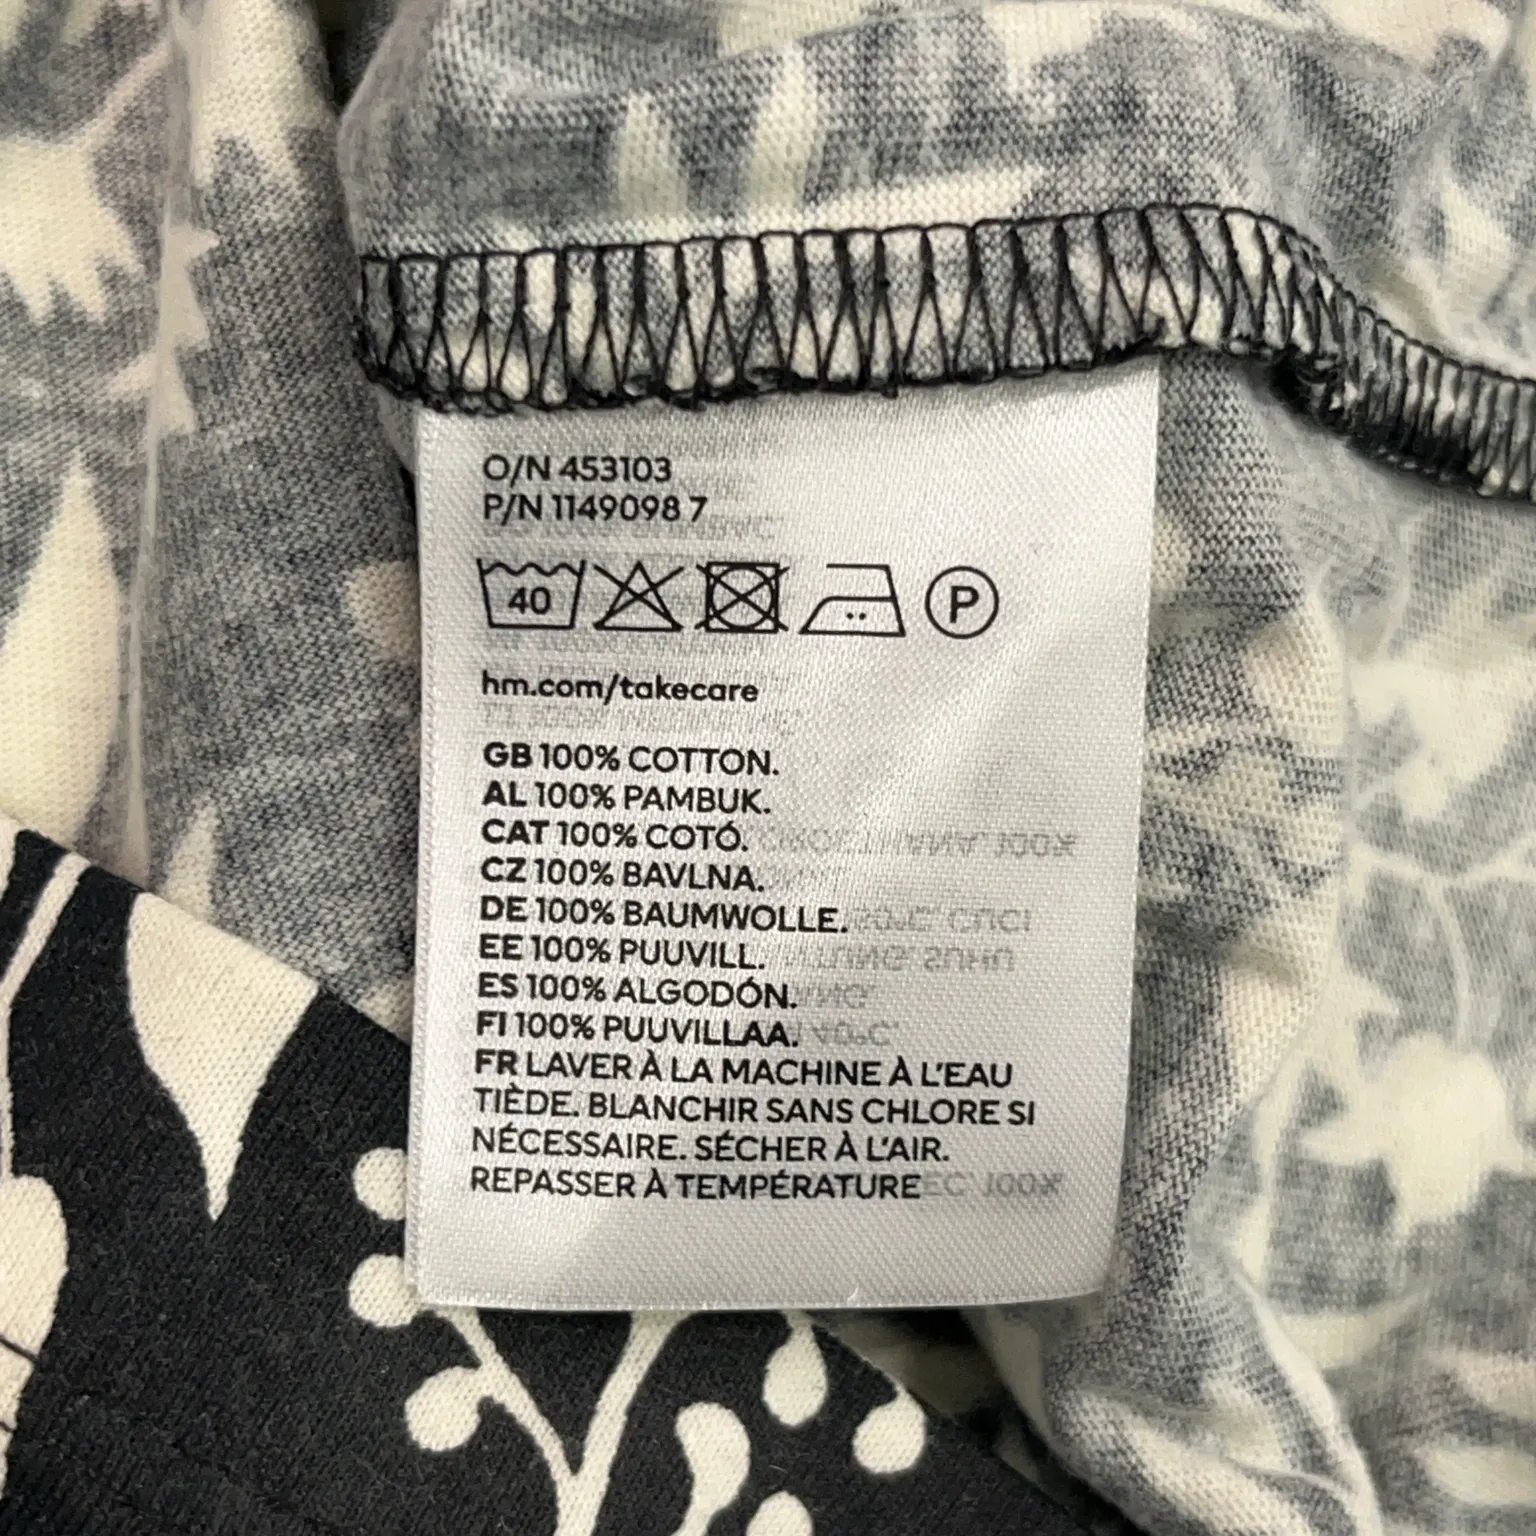 O/N 453103
P/N 1149098 7
40 P
hm.com/takecare
GB 100% COTTON.
AL 100% PAMBUK.
CAT 100% COTÓ.
CZ 100% BAVLNA.
DE 100% BAUMWOLLE.
EE 100% PUUVILL.
ES 100% ALGODÓN.
FI 100% PUUVILLAA.
FR LAVER À LA MACHINE À L'EAU
TIÈDE. BLANCHIR SANS CHLORE SI
NÉCESSAIRE. SÉCHER À L'AIR.
REPASSER À TEMPÉRATURE